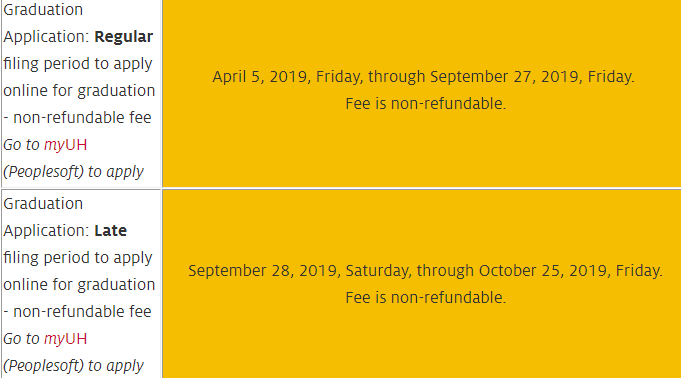 Graduation
Application: Regular
filing period to apply
online for graduation
- non-refundable fee
Go to myUH
(Peoplesoft) to apply
April 5, 2019, Friday, through September 27, 2019, Friday.
Fee is non-refundable.
Graduation
Application: Late
filing period to apply
online for graduation
- non-refundable fee
Go to myUH
(Peoplesoft) to apply
September 28, 2019, Saturday, through October 25, 2019, Friday.
Fee is non-refundable.